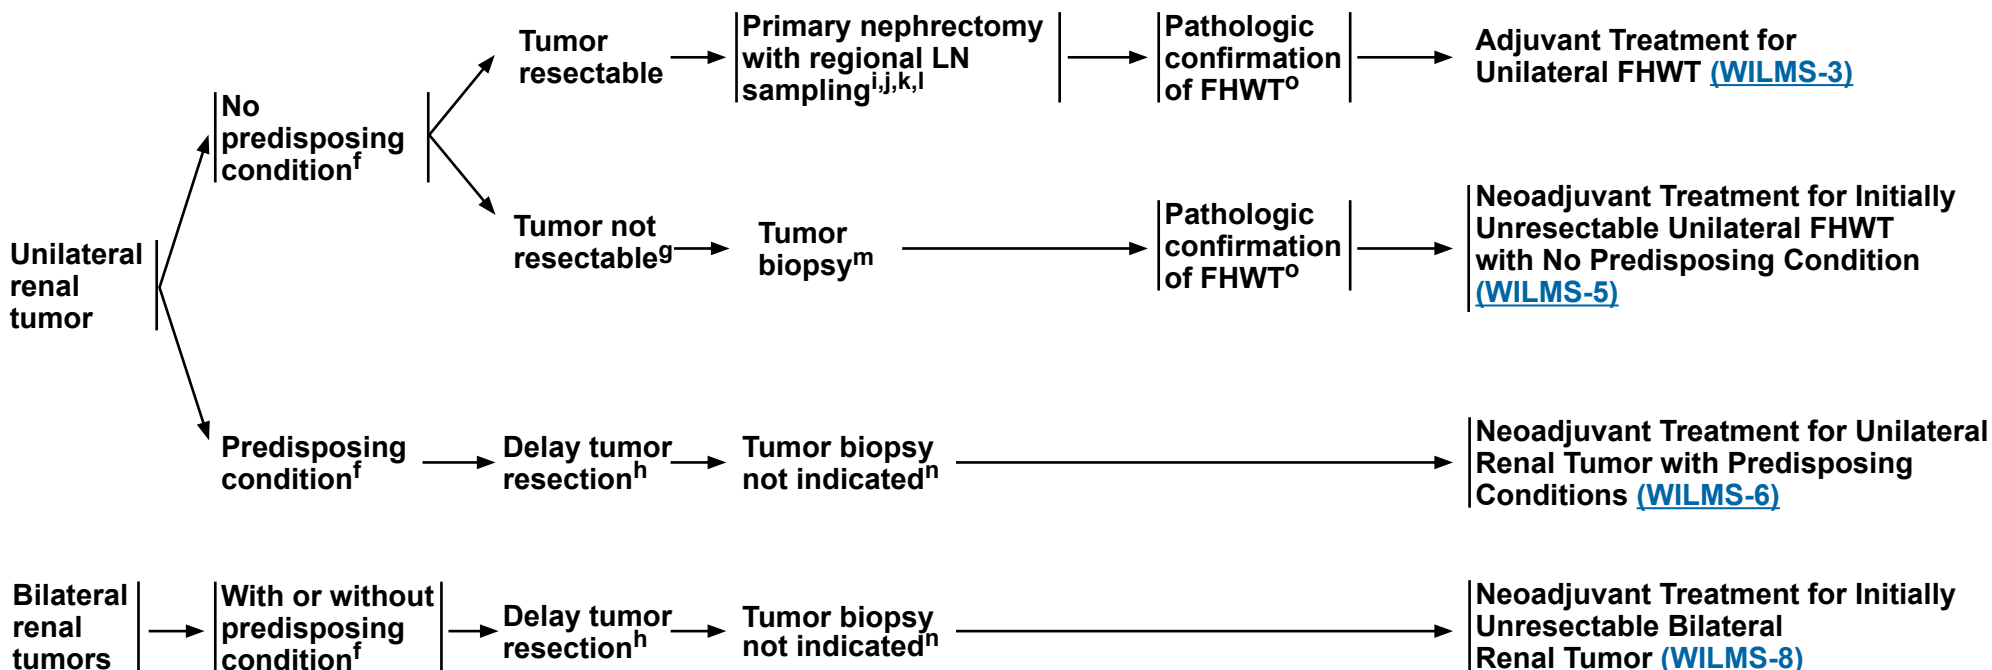 Unilateral
renal
tumor
No
predisposing
condition^f
Tumor
resectable
Primary nephrectomy
with regional LN
sampling^i,j,k,l
Pathologic
confirmation
of FHWT^o
Adjuvant Treatment for
Unilateral FHWT (WILMS-3)
Tumor not
resectable^g
Tumor
biopsy^m
Pathologic
confirmation
of FHWT^o
Neoadjuvant Treatment for Initially
Unresectable Unilateral FHWT
with No Predisposing Condition
(WILMS-5)
Predisposing
condition^f
Delay tumor
resection^h
Tumor biopsy
not indicated^n
Neoadjuvant Treatment for Unilateral
Renal Tumor with Predisposing
Conditions (WILMS-6)
Bilateral
renal
tumors
With or without
predisposing
condition^f
Delay tumor
resection^h
Tumor biopsy
not indicated^n
Neoadjuvant Treatment for Initially
Unresectable Bilateral
Renal Tumor (WILMS-8)